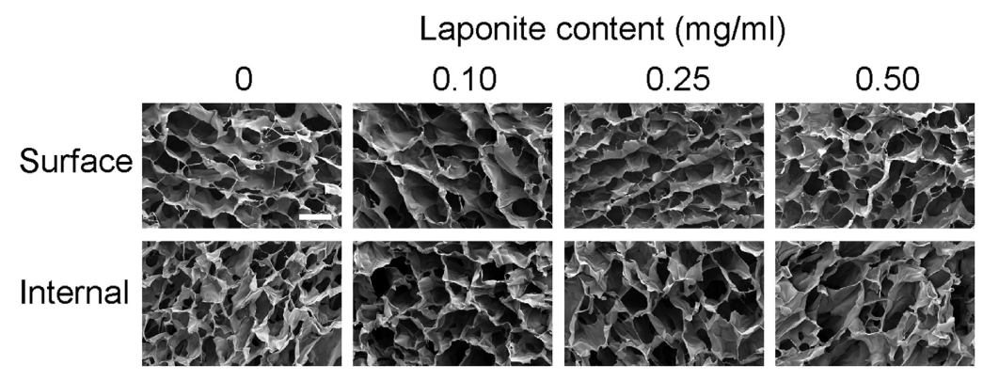 Laponite content (mg/ml)
0 0.10 0.25 0.50
Surface
Internal